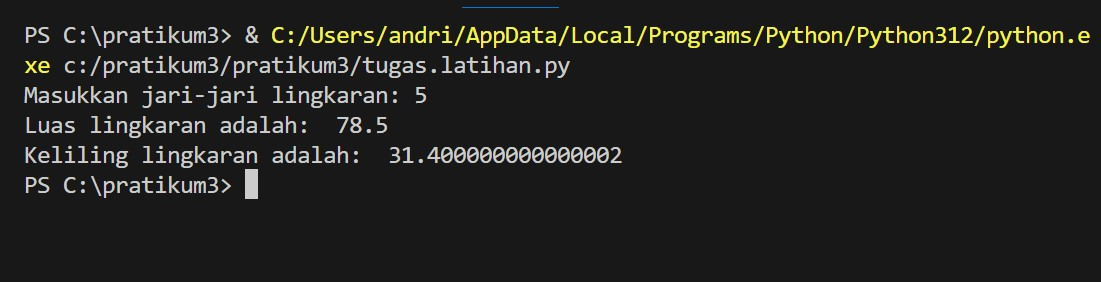 PS C:\pratikum3> & C:/Users/andri/AppData/Local/Programs/Python/Python312/python.e
xe c:/pratikum3/pratikum3/tugas.latihan.py
Masukkan jari-jari lingkaran: 5
Luas lingkaran adalah:  78.5
Keliling lingkaran adalah:  31.400000000000002
PS C:\pratikum3>